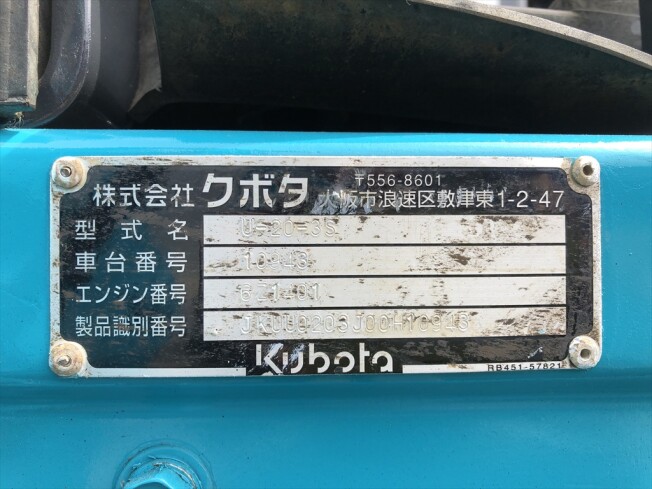 株式会社 クボタ 〒556-8601
大阪市浪速区敷津東1-2-47
型式名 U-20-3S
車台番号
エンジン番号
製品識別番号
Kubota
RB451-57821